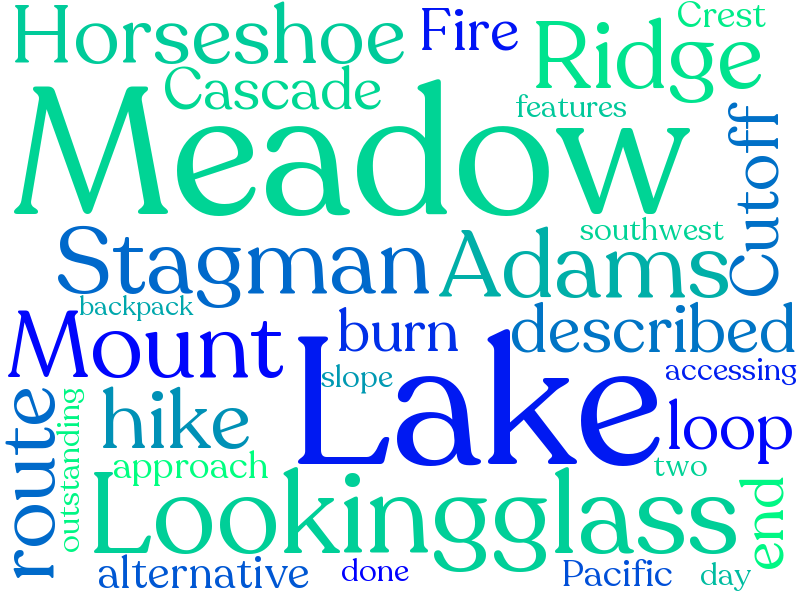 Horseshoe
Fire
Crest
Ridge
Cascade
features
Meadow
Cutoff
southwest
Stagman
Adams
backpack
Mount
burn
described
slope
Lake
accessing
route
outstanding
hike
loop
approach
two
Lookingglass
end
alternative
done
Pacific
day